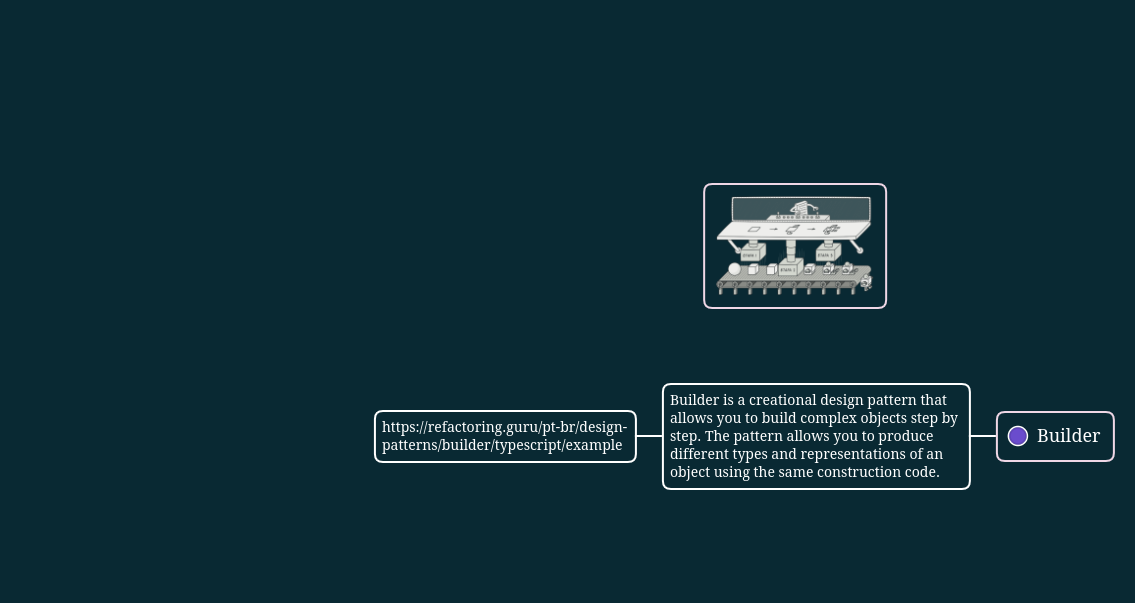 Builder is a creational design pattern that
allows you to build complex objects step by
step. The pattern allows you to produce
different types and representations of an
object using the same construction code.
https://refactoring.guru/pt-br/design-
patterns/builder/typescript/example
Builder